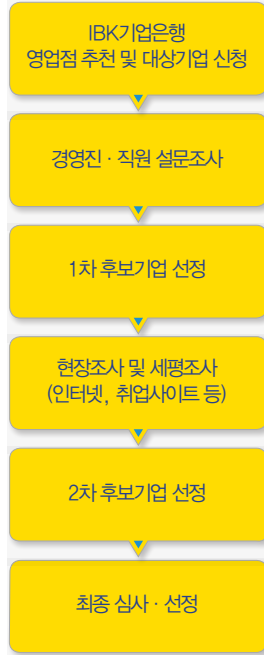 IBK기업은행
영업점 추천 및 대상기업 신청
경영진 · 직원 설문조사
1차 후보기업 선정
현장조사 및 세평조사
(인터넷, 취업사이트 등)
2차 후보기업 선정
최종 심사 · 선정